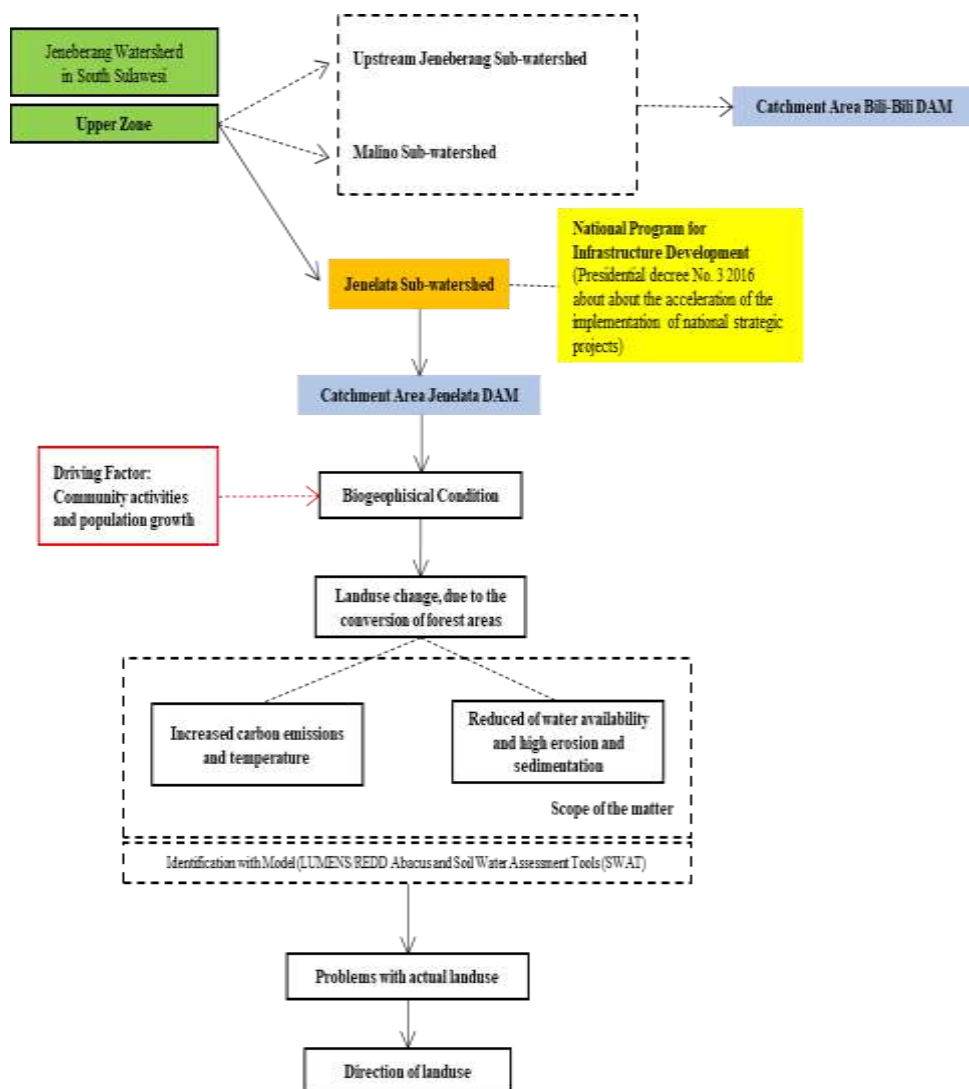 Jeneberang Watersherd
in South Sulawesi
Upper Zone
Upstream Jeneberang Sub-watershed
Malino Sub-watershed
Catchment Area Bili-Bili DAM
National Program for
Infrastructure Development
(Presidential decree No. 3 2016
about about the acceleration of the
implementation of national strategic
projects)
Jenelata Sub-watershed
Catchment Area Jenelata DAM
Driving Factor:
Community activities
and population growth
Biogeophisical Condition
Landuse change, due to the
conversion of forest areas
Increased carbon emissions
and temperature
Reduced of water availability
and high erosion and
sedimentation
Scope of the matter
Identification with Model (LUMENS/REDD Abacus and Soil Water Assessment Tools (SWAT)
Problems with actual landuse
Direction of landuse